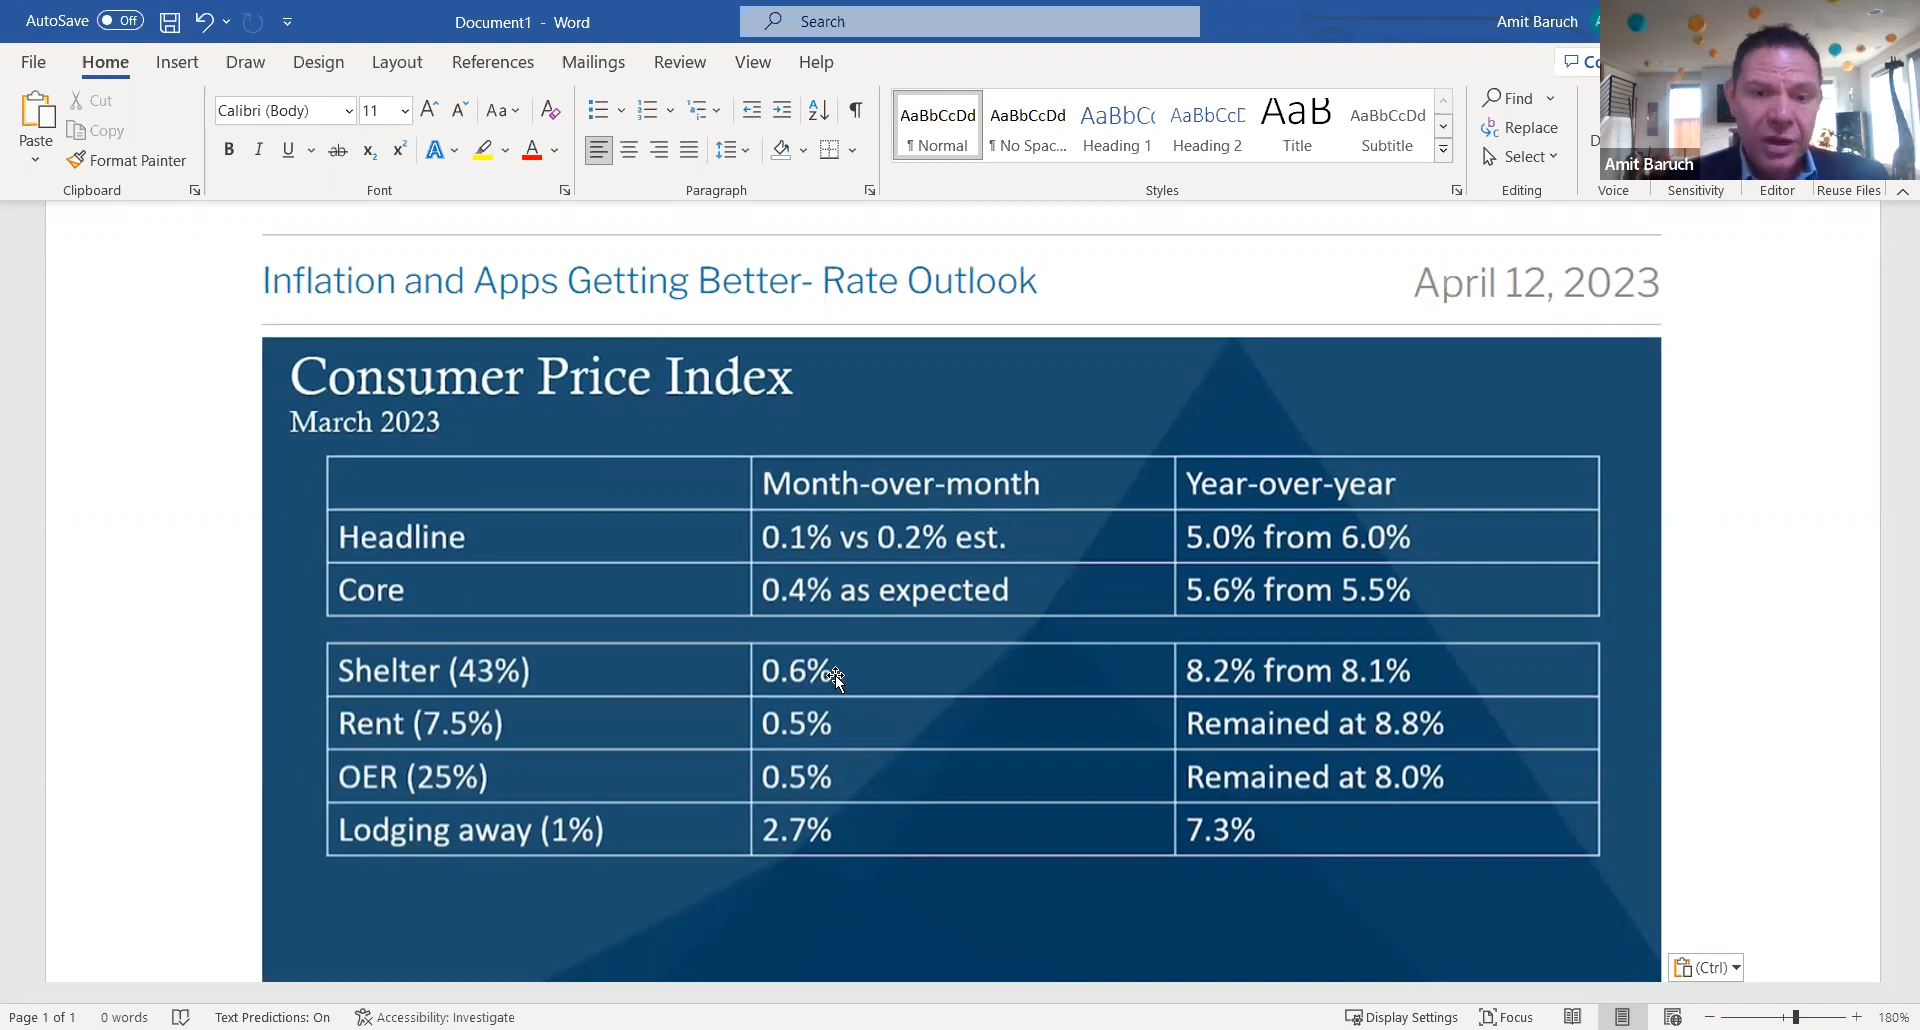 AutoSave Off Document1 - Word Search Amit Baruch
File Home Insert Draw Design Layout References Mailings Review View Help
Paste Cut Copy Format Painter
Clipboard
Calibri (Body) 11
Font
Paragraph
AaBbCcDd AaBbCcDd AaBbCc AaBbCcD AaB AaBbCcDd
¶ Normal ¶ No Spac... Heading 1 Heading 2 Title Subtitle
Styles
Find
Replace
Select
Editing
Voice Sensitivity Editor Reuse Files
Amit Baruch
Inflation and Apps Getting Better- Rate Outlook April 12, 2023
Consumer Price Index
March 2023
Month-over-month Year-over-year
Headline 0.1% vs 0.2% est. 5.0% from 6.0%
Core 0.4% as expected 5.6% from 5.5%
Shelter (43%) 0.6% 8.2% from 8.1%
Rent (7.5%) 0.5% Remained at 8.8%
OER (25%) 0.5% Remained at 8.0%
Lodging away (1%) 2.7% 7.3%
(Ctrl)
Page 1 of 1 0 words Text Predictions: On Accessibility: Investigate Display Settings Focus 180%